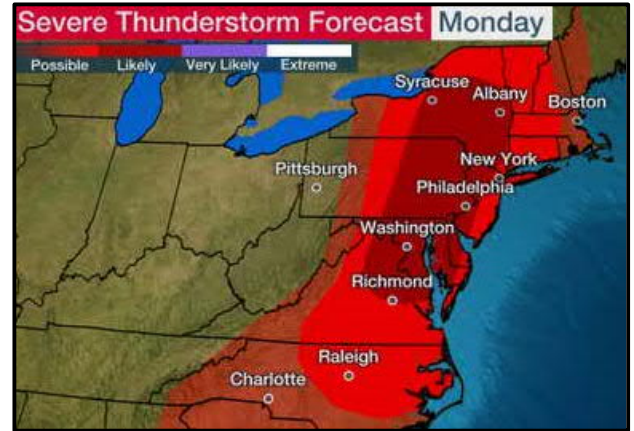 Severe Thunderstorm Forecast Monday
Possible Likely Very Likely Extreme
Syracuse
Albany
Boston
Pittsburgh
New York
Philadelphia
Washington
Richmond
Raleigh
Charlotte